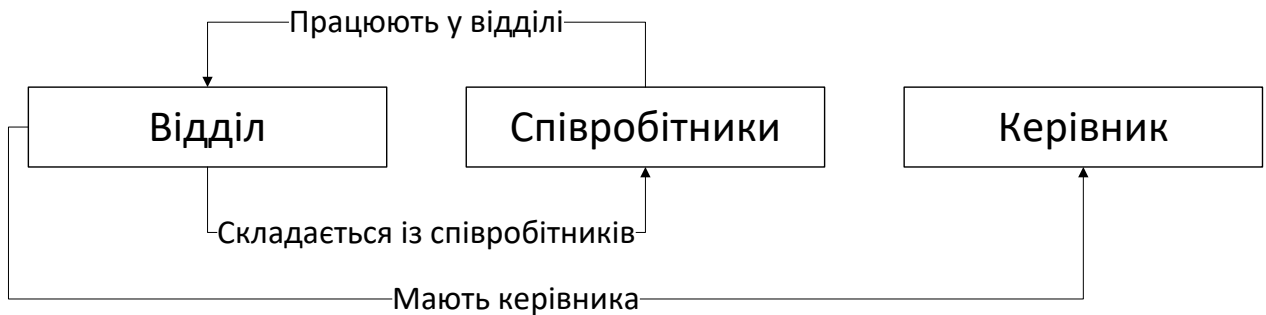 Працюють у відділі
Відділ
Співробітники
Керівник
Складається із співробітників
Мають керівника